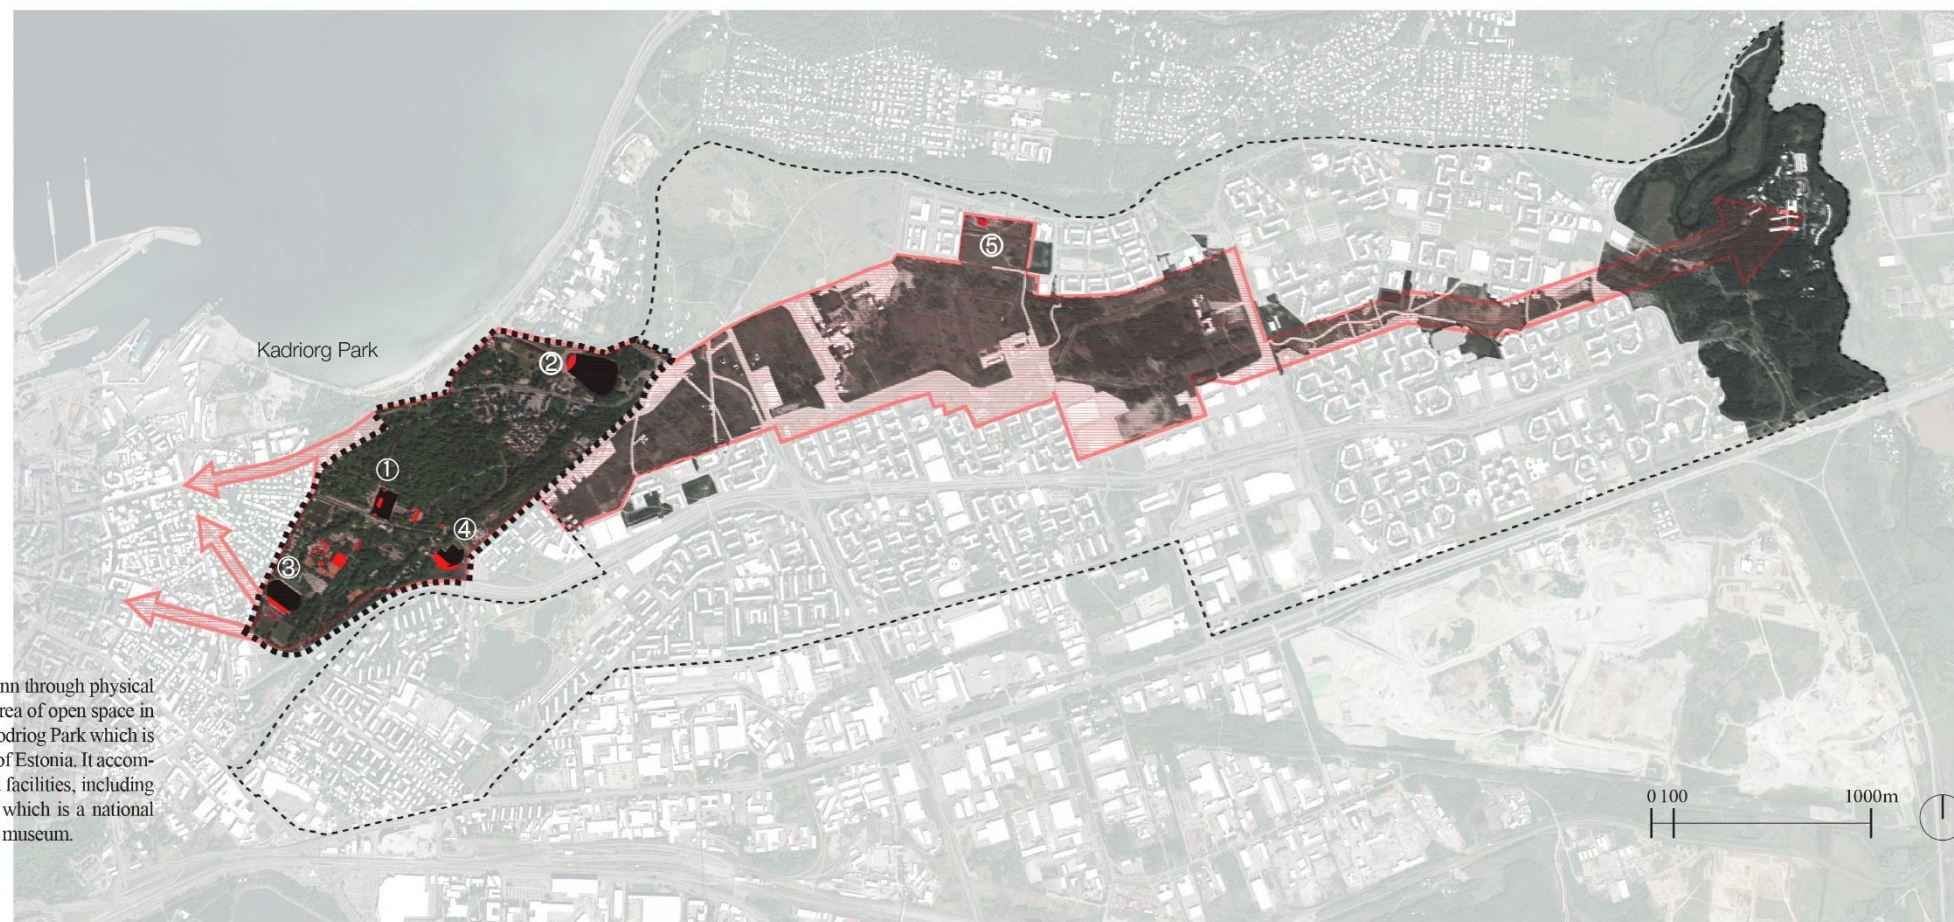 Kadriorg Park
①
②
③
④
⑤
nn through physical
rea of open space in
odriog Park which is
of Estonia. It accom-
facilities, including
which is a national
museum.
0 100 1000m